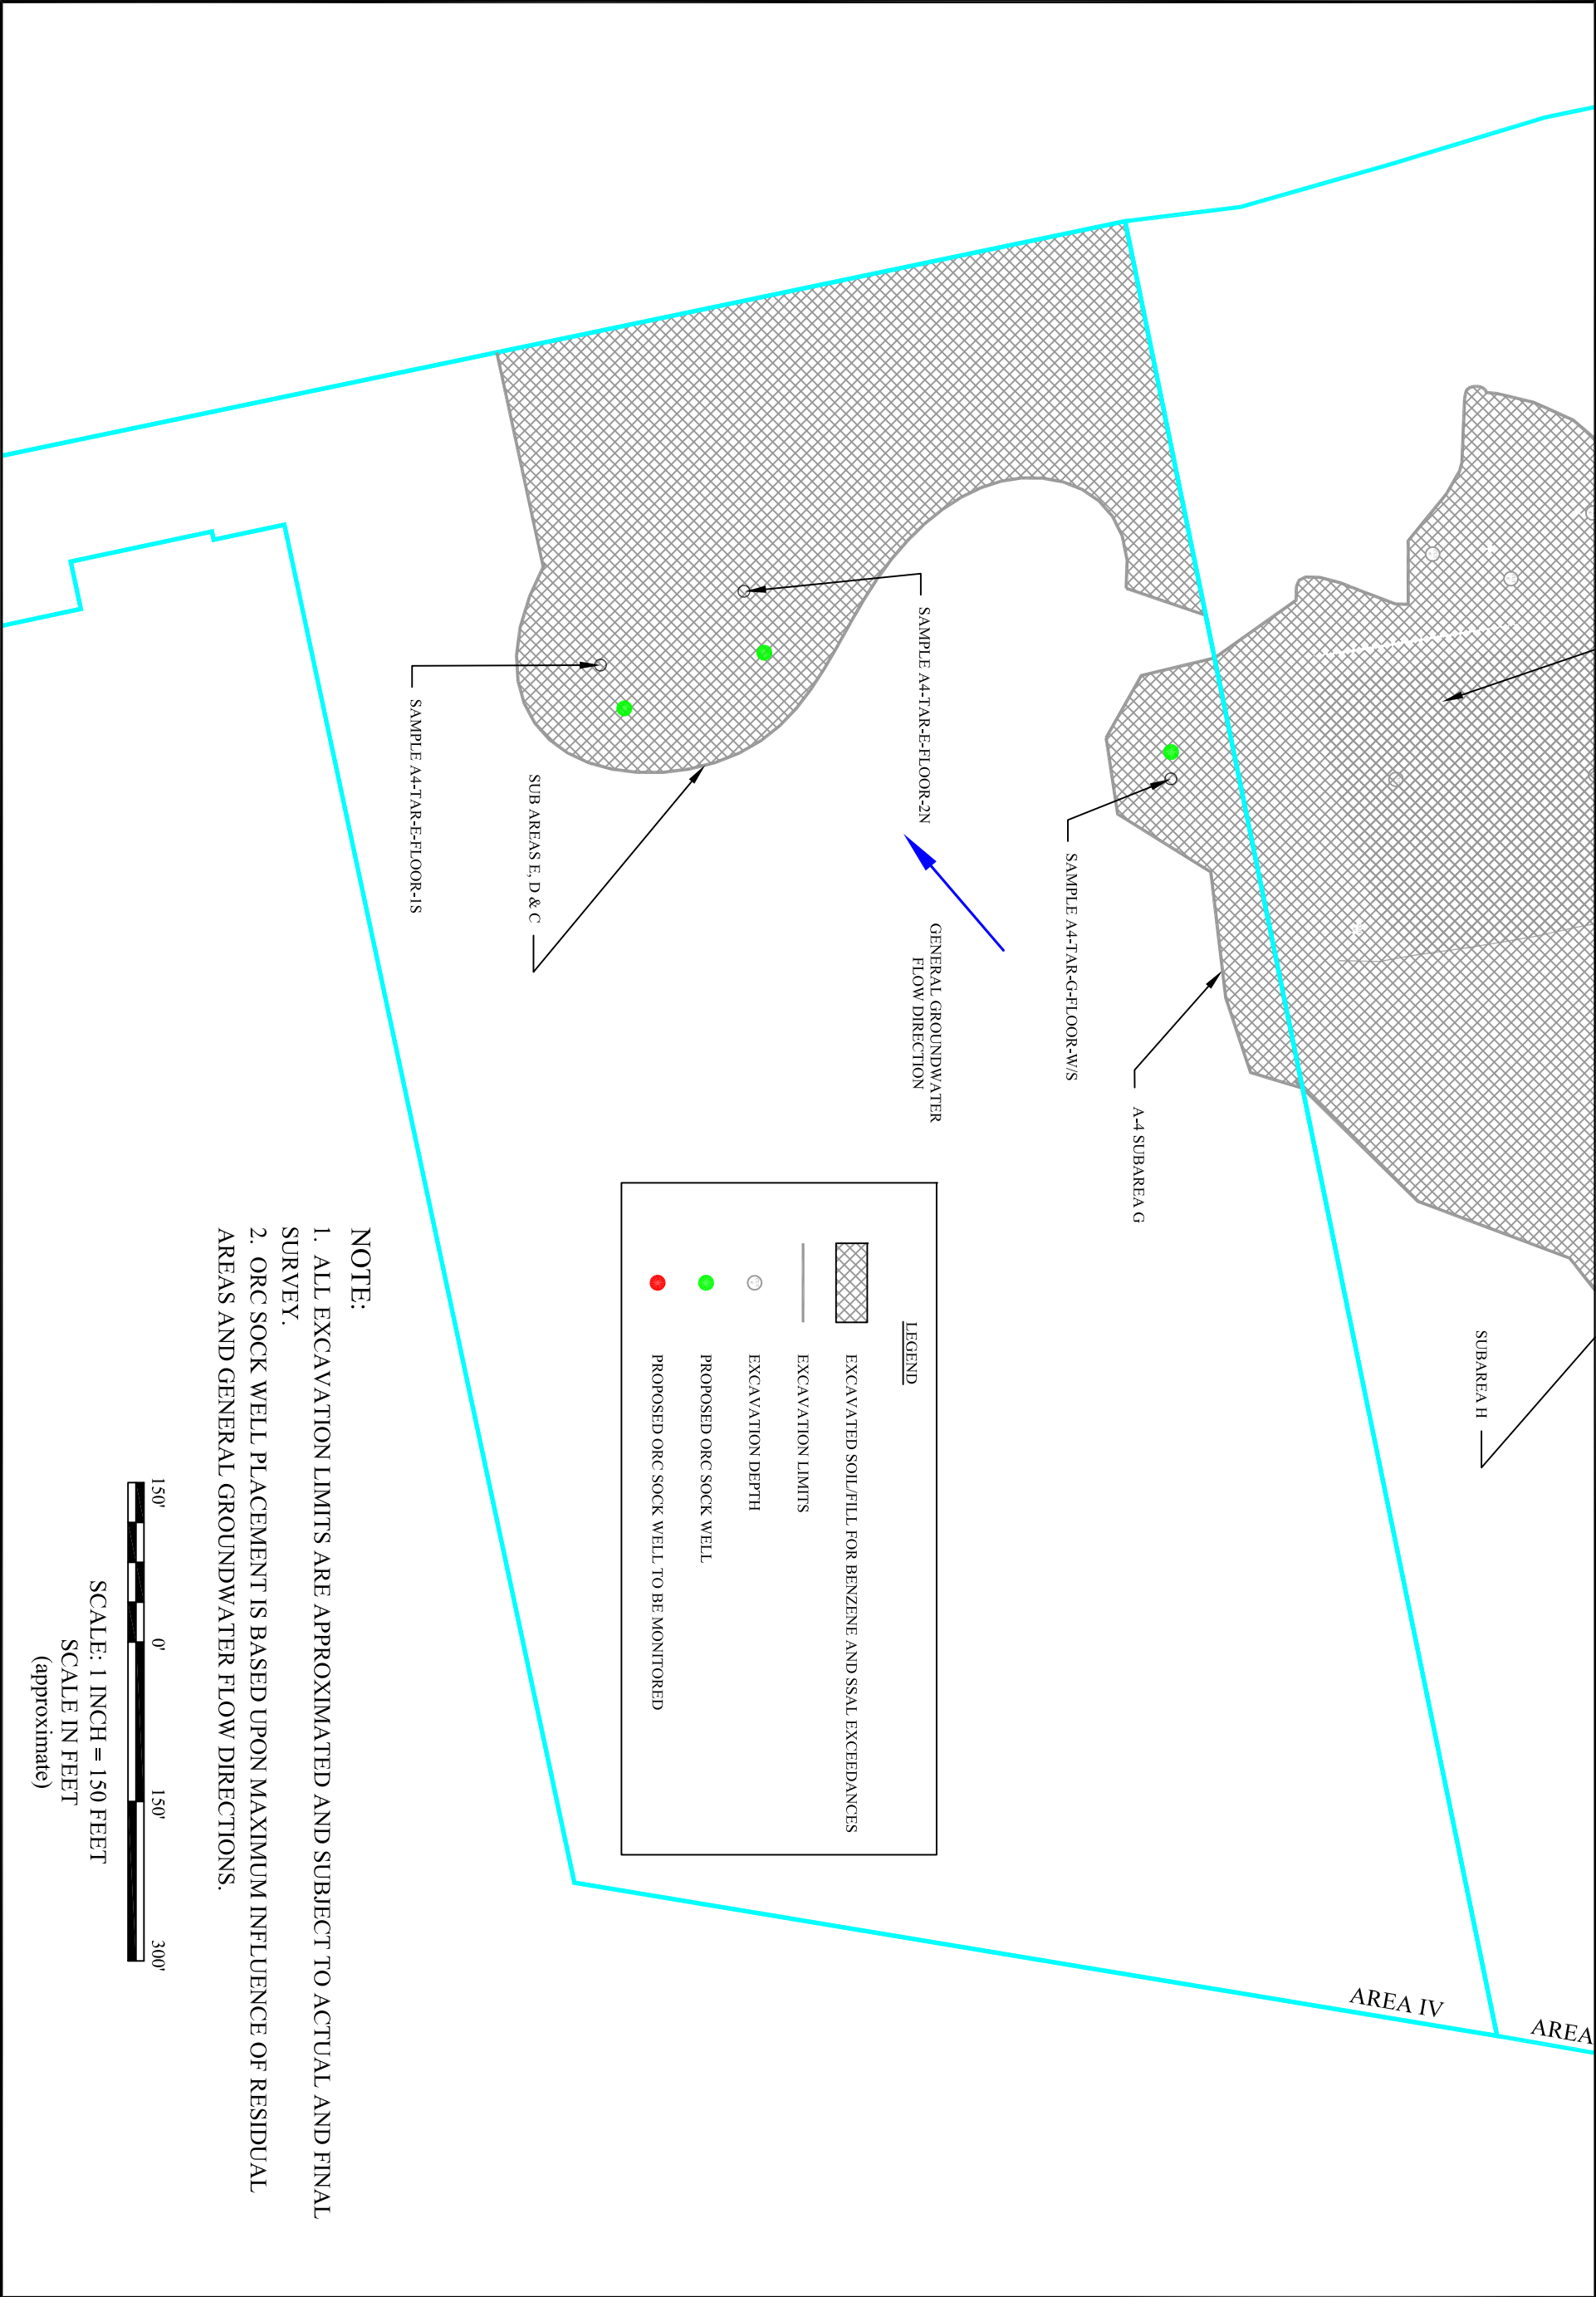 SUBAREA H
AREA
AREA IV
A-4 SUBAREA G
SAMPLE A4-TAR-G-FLOOR-W/S
GENERAL GROUNDWATER
FLOW DIRECTION
SAMPLE A4-TAR-E-FLOOR-2N
SUB AREAS E, D & C
SAMPLE A4-TAR-E-FLOOR-1S
LEGEND
EXCAVATED SOIL/FILL FOR BENZENE AND SSAL EXCEEDANCES
EXCAVATION LIMITS
EXCAVATION DEPTH
PROPOSED ORC SOCK WELL
PROPOSED ORC SOCK WELL TO BE MONITORED
NOTE:
1. ALL EXCAVATION LIMITS ARE APPROXIMATED AND SUBJECT TO ACTUAL AND FINAL
SURVEY.
2. ORC SOCK WELL PLACEMENT IS BASED UPON MAXIMUM INFLUENCE OF RESIDUAL
AREAS AND GENERAL GROUNDWATER FLOW DIRECTIONS.
150' 0' 150' 300'
SCALE: 1 INCH = 150 FEET
SCALE IN FEET
(approximate)